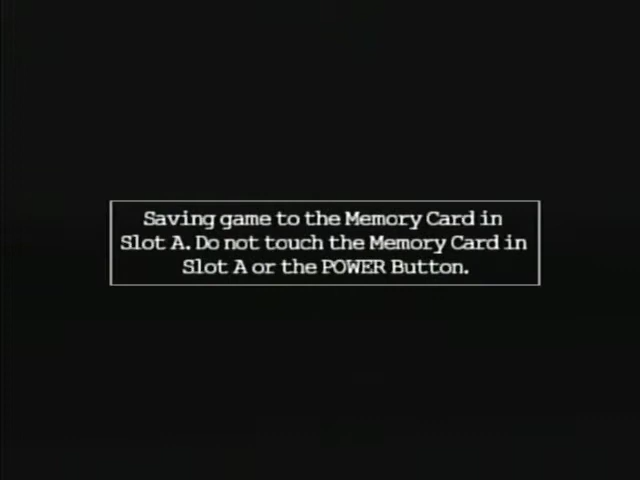 Saving game to the Memory Card in
Slot A. Do not touch the Memory Card in
Slot A or the POWER Button.